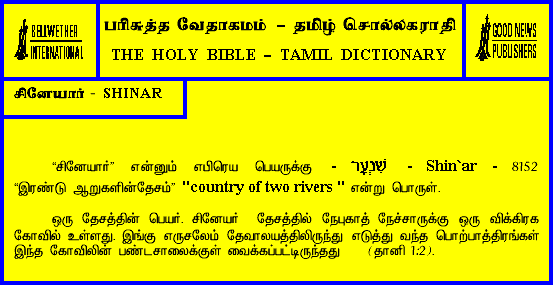 BELLWETHER
INTERNATIONAL
பரிசுத்த வேதாகமம் – தமிழ் சொல்லகராதி
THE HOLY BIBLE – TAMIL DICTIONARY
GOOD NEWS
PUBLISHERS
சினேயார் - SHINAR
“சினேயார்” என்னும் எபிரெய பெயருக்கு - שִׁנְעָר - Shin`ar - 8152
“இரண்டு ஆறுகளின்தேசம்” "country of two rivers " என்று பொருள்.
ஒரு தேசத்தின் பெயர். சினேயர் தேசத்தில் நேபுகாத் நேச்சாருக்கு ஒரு விக்கிரக
கோவில் உள்ளது. இங்கு எருசலேம் தேவாலயத்திலிருந்து எடுத்து வந்த பொற்பாத்திரங்கள்
இந்த கோவிலின் பண்டசாலைக்குள் வைக்கப்பட்டிருந்தது (தானி 1:2).